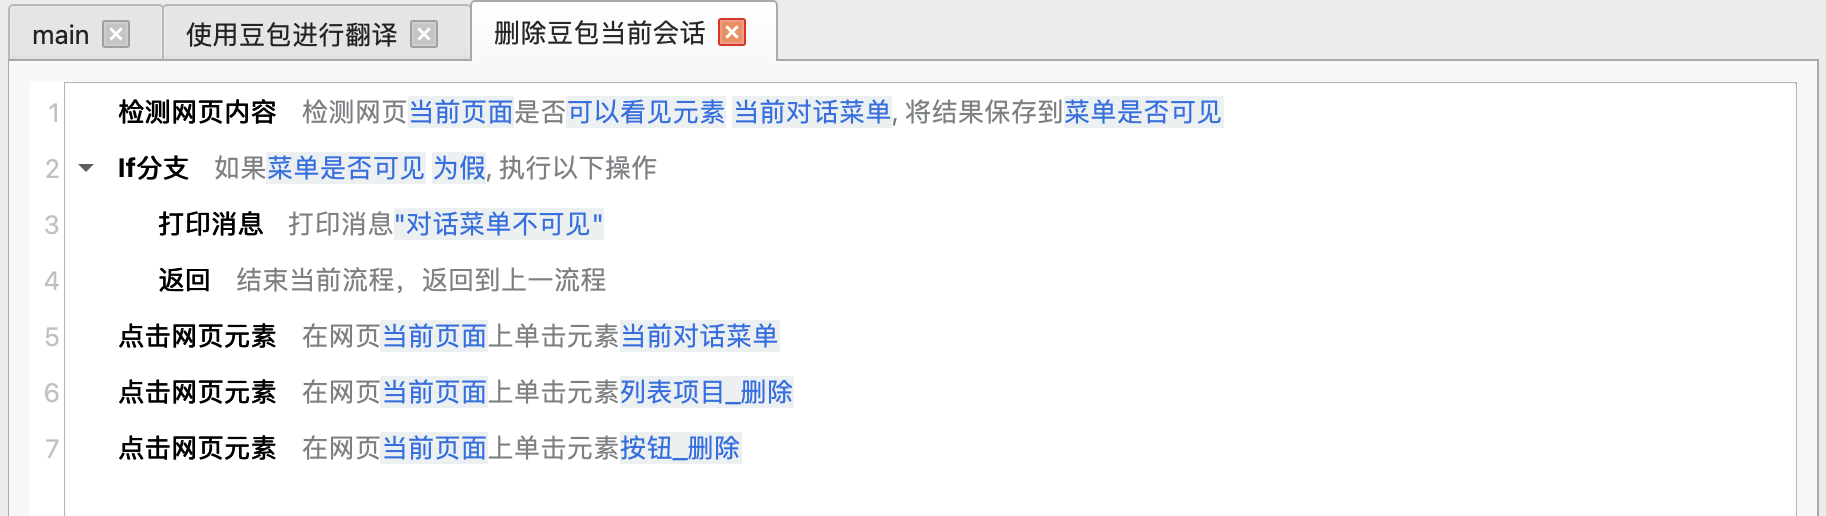 main 使用豆包进行翻译 删除豆包当前会话
1 检测网页内容 检测网页当前页面是否可以看见元素 当前对话菜单, 将结果保存到菜单是否可见
2 If分支 如果菜单是否可见 为假, 执行以下操作
3 打印消息 打印消息"对话菜单不可见"
4 返回 结束当前流程，返回到上一流程
5 点击网页元素 在网页当前页面上单击元素当前对话菜单
6 点击网页元素 在网页当前页面上单击元素列表项目_删除
7 点击网页元素 在网页当前页面上单击元素按钮_删除